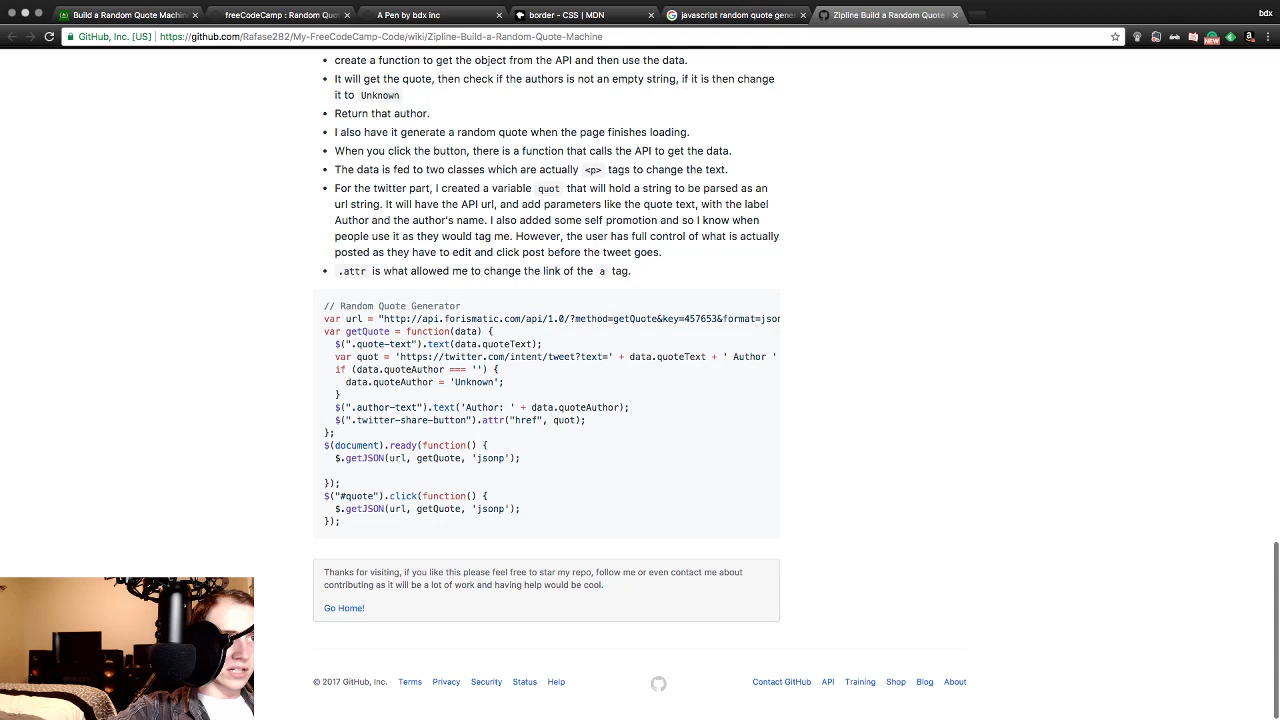 Build a Random Quote Machin
freeCodeCamp : Random Quo
A Pen by bdx inc
border - CSS | MDN
javascript random quote gene
Zipline Build a Random Quote
bdx
GitHub, Inc. [US] | https://github.com/Rafase282/My-FreeCodeCamp-Code/wiki/Zipline-Build-a-Random-Quote-Machine
NEW
• create a function to get the object from the API and then use the data.
• It will get the quote, then check if the authors is not an empty string, if it is then change
it to Unknown
• Return that author.
• I also have it generate a random quote when the page finishes loading.
• When you click the button, there is a function that calls the API to get the data.
• The data is fed to two classes which are actually <p> tags to change the text.
• For the twitter part, I created a variable quot that will hold a string to be parsed as an
url string. It will have the API url, and add parameters like the quote text, with the label
Author and the author's name. I also added some self promotion and so I know when
people use it as they would tag me. However, the user has full control of what is actually
posted as they have to edit and click post before the tweet goes.
• .attr is what allowed me to change the link of the a tag.
// Random Quote Generator
var url = "http://api.forismatic.com/api/1.0/?method=getQuote&key=457653&format=json
var getQuote = function(data) {
$(".quote-text").text(data.quoteText);
var quot = 'https://twitter.com/intent/tweet?text=' + data.quoteText + ' Author '
if (data.quoteAuthor === '') {
data.quoteAuthor = 'Unknown';
}
$(".author-text").text('Author: ' + data.quoteAuthor);
$(".twitter-share-button").attr("href", quot);
};
$(document).ready(function() {
$.getJSON(url, getQuote, 'jsonp');
});
$("#quote").click(function() {
$.getJSON(url, getQuote, 'jsonp');
});
Thanks for visiting, if you like this please feel free to star my repo, follow me or even contact me about
contributing as it will be a lot of work and having help would be cool.
Go Home!
© 2017 GitHub, Inc. Terms Privacy Security Status Help Contact GitHub API Training Shop Blog About